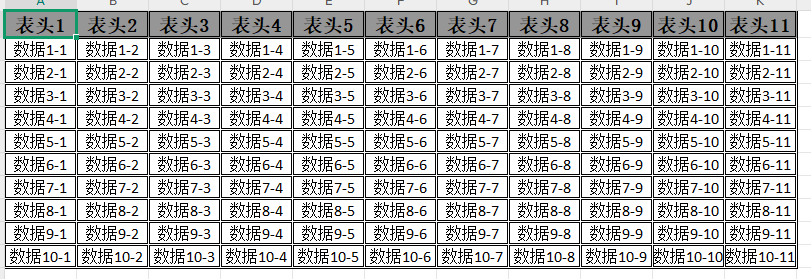 A B C D E F G H I J K
表头1 表头2 表头3 表头4 表头5 表头6 表头7 表头8 表头9 表头10 表头11
数据1-1 数据1-2 数据1-3 数据1-4 数据1-5 数据1-6 数据1-7 数据1-8 数据1-9 数据1-10 数据1-11
数据2-1 数据2-2 数据2-3 数据2-4 数据2-5 数据2-6 数据2-7 数据2-8 数据2-9 数据2-10 数据2-11
数据3-1 数据3-2 数据3-3 数据3-4 数据3-5 数据3-6 数据3-7 数据3-8 数据3-9 数据3-10 数据3-11
数据4-1 数据4-2 数据4-3 数据4-4 数据4-5 数据4-6 数据4-7 数据4-8 数据4-9 数据4-10 数据4-11
数据5-1 数据5-2 数据5-3 数据5-4 数据5-5 数据5-6 数据5-7 数据5-8 数据5-9 数据5-10 数据5-11
数据6-1 数据6-2 数据6-3 数据6-4 数据6-5 数据6-6 数据6-7 数据6-8 数据6-9 数据6-10 数据6-11
数据7-1 数据7-2 数据7-3 数据7-4 数据7-5 数据7-6 数据7-7 数据7-8 数据7-9 数据7-10 数据7-11
数据8-1 数据8-2 数据8-3 数据8-4 数据8-5 数据8-6 数据8-7 数据8-8 数据8-9 数据8-10 数据8-11
数据9-1 数据9-2 数据9-3 数据9-4 数据9-5 数据9-6 数据9-7 数据9-8 数据9-9 数据9-10 数据9-11
数据10-1 数据10-2 数据10-3 数据10-4 数据10-5 数据10-6 数据10-7 数据10-8 数据10-9 数据10-10 数据10-11